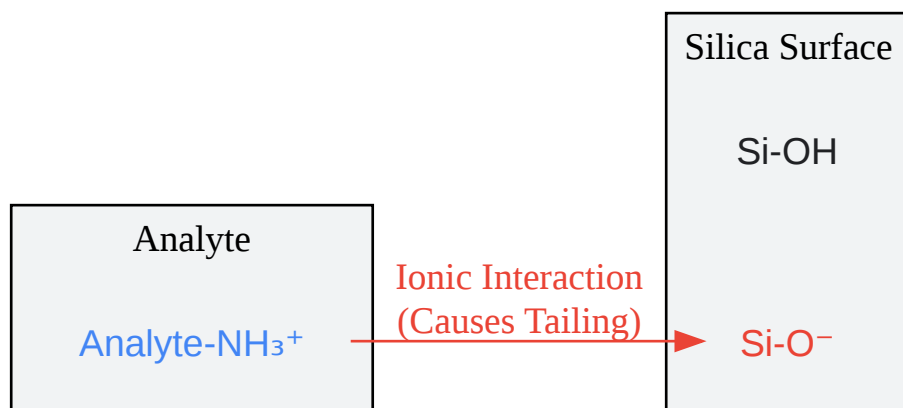 Silica Surface
Si-OH
Analyte
Ionic Interaction
(Causes Tailing)
Analyte-NH₃⁺
Si-O⁻